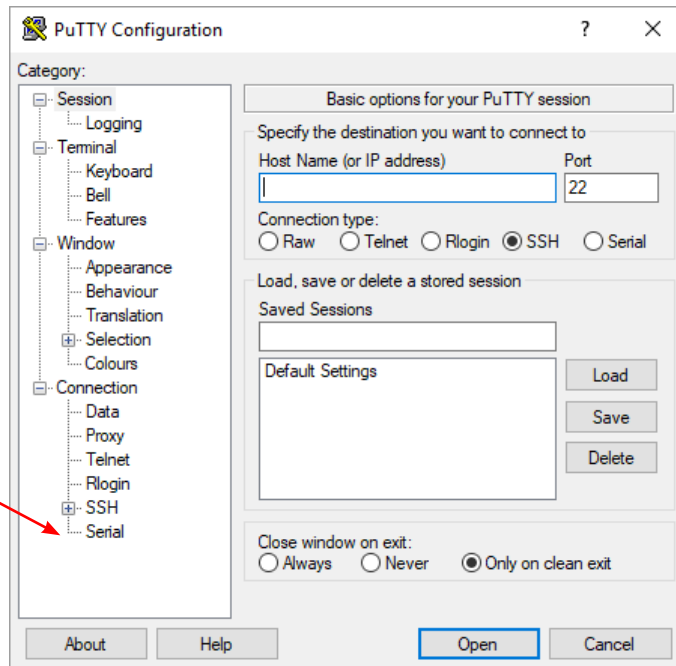 PuTTY Configuration
?
Category:
Session
Logging
Terminal
Keyboard
Bell
Features
Window
Appearance
Behaviour
Translation
Selection
Colours
Connection
Data
Proxy
Telnet
Rlogin
SSH
Serial
Basic options for your PuTTY session
Specify the destination you want to connect to
Host Name (or IP address) Port
22
Connection type:
Raw Telnet Rlogin SSH Serial
Load, save or delete a stored session
Saved Sessions
Default Settings
Load
Save
Delete
Close window on exit:
Always Never Only on clean exit
About Help Open Cancel